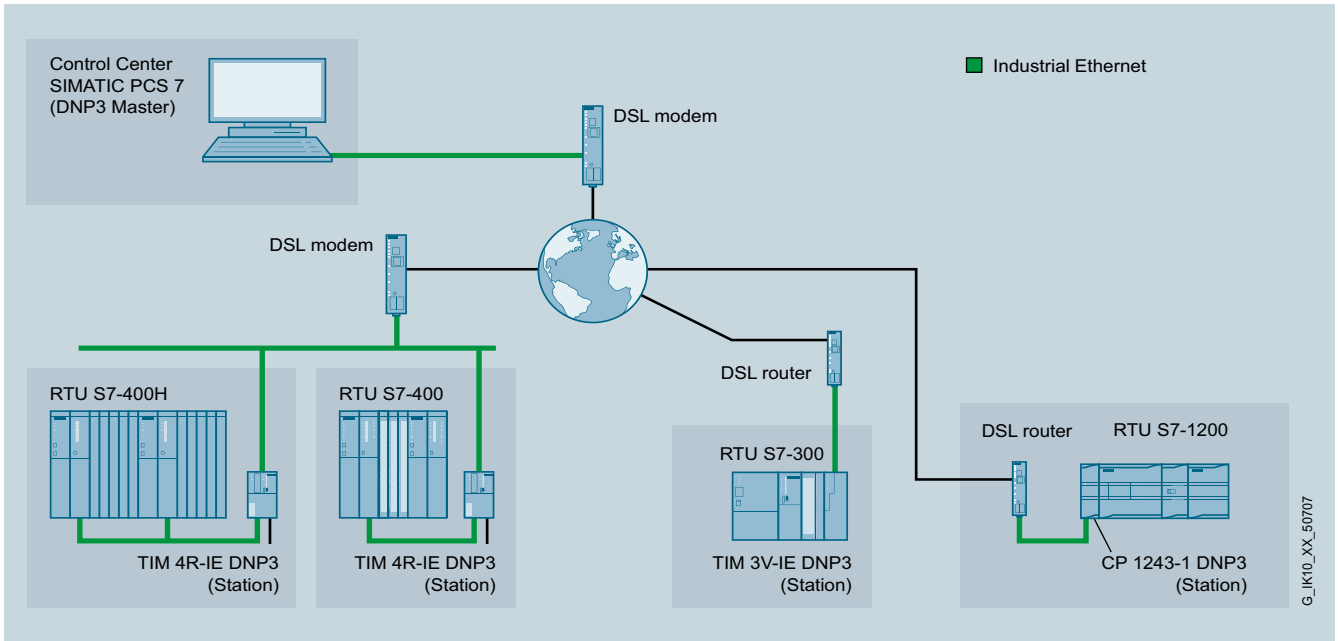 Control Center
SIMATIC PCS 7
(DNP3 Master)
Industrial Ethernet
DSL modem
DSL modem
DSL router
RTU S7-400H
RTU S7-400
RTU S7-300
DSL router
RTU S7-1200
TIM 4R-IE DNP3
(Station)
TIM 4R-IE DNP3
(Station)
TIM 3V-IE DNP3
(Station)
CP 1243-1 DNP3
(Station)
G_IK10_XX_50707